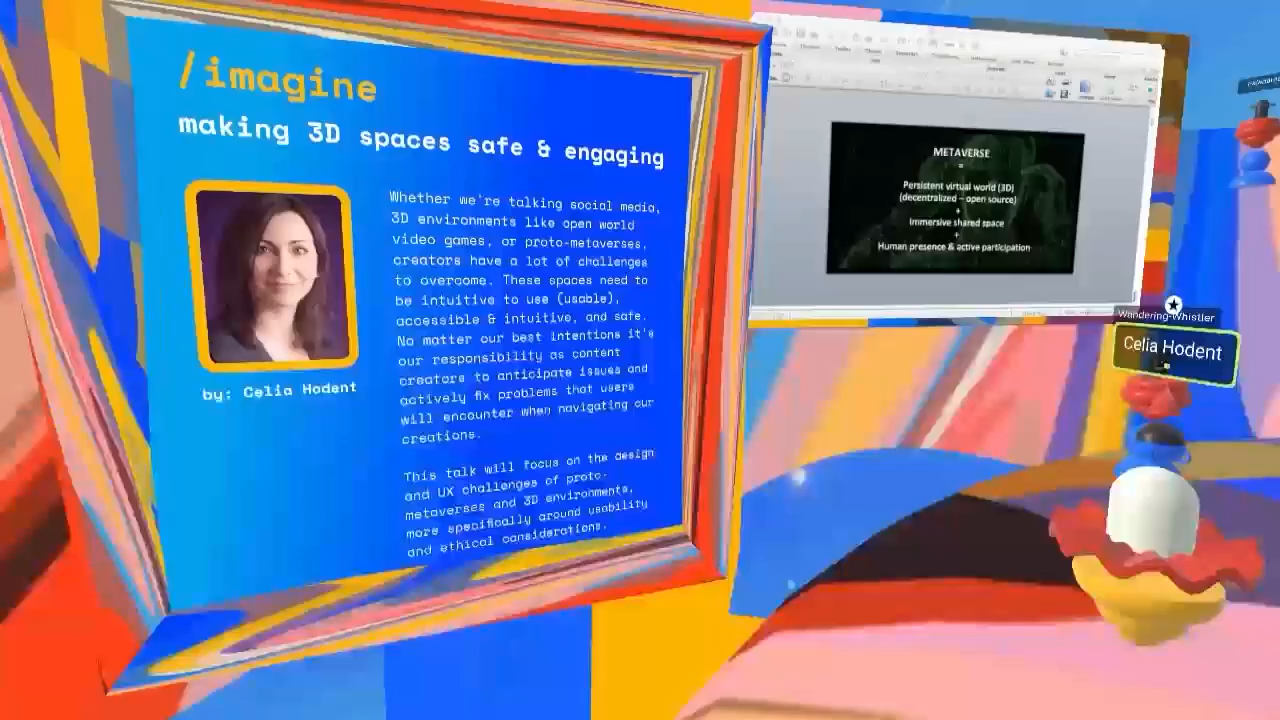 /imagine
making 3D spaces safe & engaging
Whether we're talking social media,
3D environments like open world
video games, or proto-metaverses,
creators have a lot of challenges
to overcome. These spaces need to
be intuitive to use (usable),
accessible & intuitive, and safe.
No matter our best intentions it's
our responsibility as content
creators to anticipate issues and
actively fix problems that users
will encounter when navigating our
creations.
This talk will focus on the design
and UX challenges of proto-
metaverses and 3D environments,
more specifically around usability
and ethical considerations.
by: Celia Hodent
METAVERSE
=
Persistent virtual world (3D)
(decentralized – open source)
+
Immersive shared space
+
Human presence & active participation
Wandering-Whistler
Celia Hodent